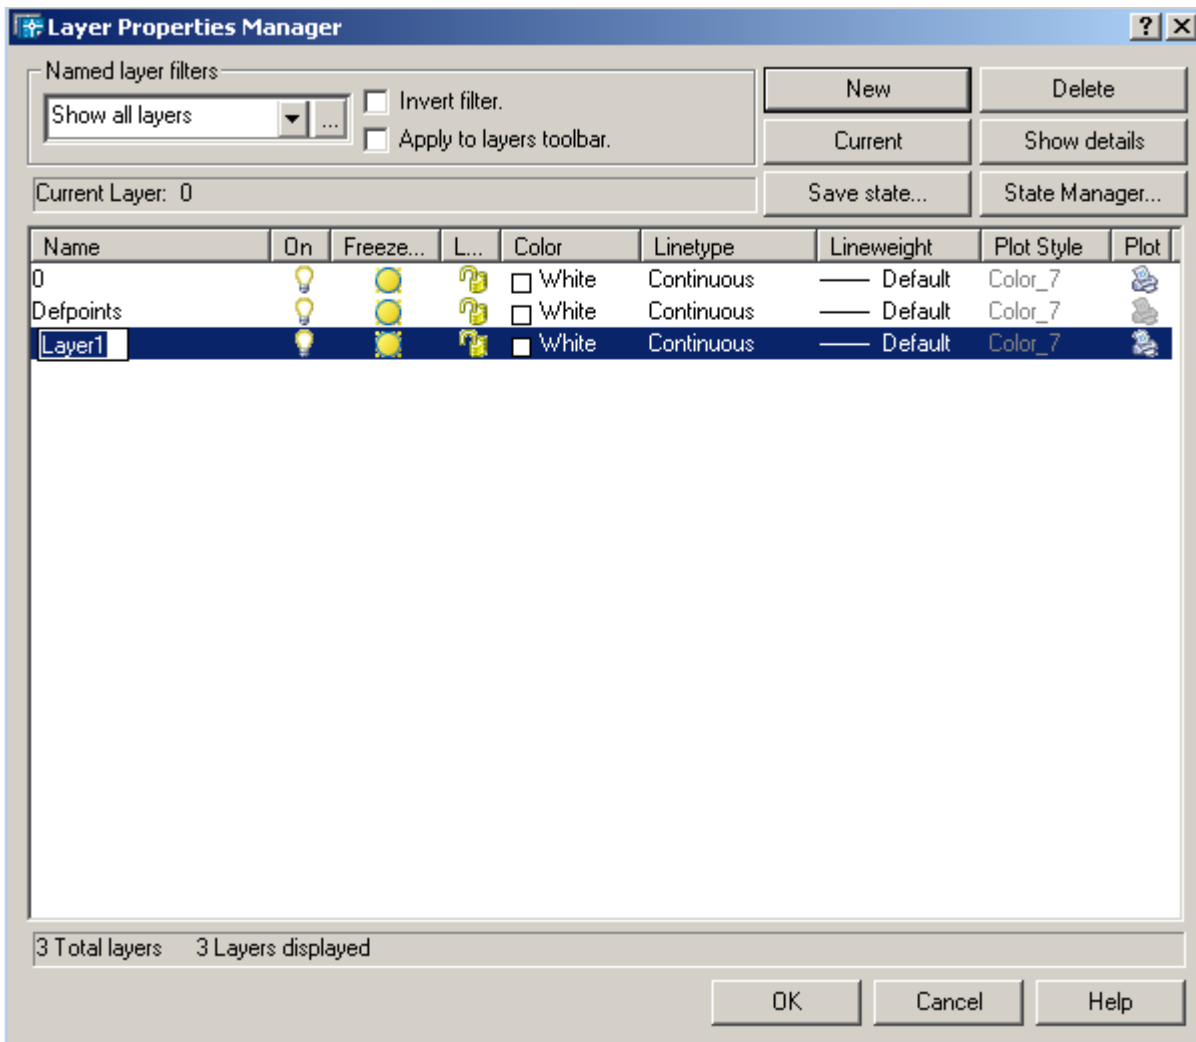 Layer Properties Manager
Named layer filters
Show all layers
...
Invert filter.
Apply to layers toolbar.
New
Delete
Current
Show details
Current Layer: 0
Save state...
State Manager...
Name On Freeze... L... Color Linetype Lineweight Plot Style Plot
0 White Continuous Default Color_7
Defpoints White Continuous Default Color_7
Layer1 White Continuous Default Color_7
3 Total layers 3 Layers displayed
OK Cancel Help